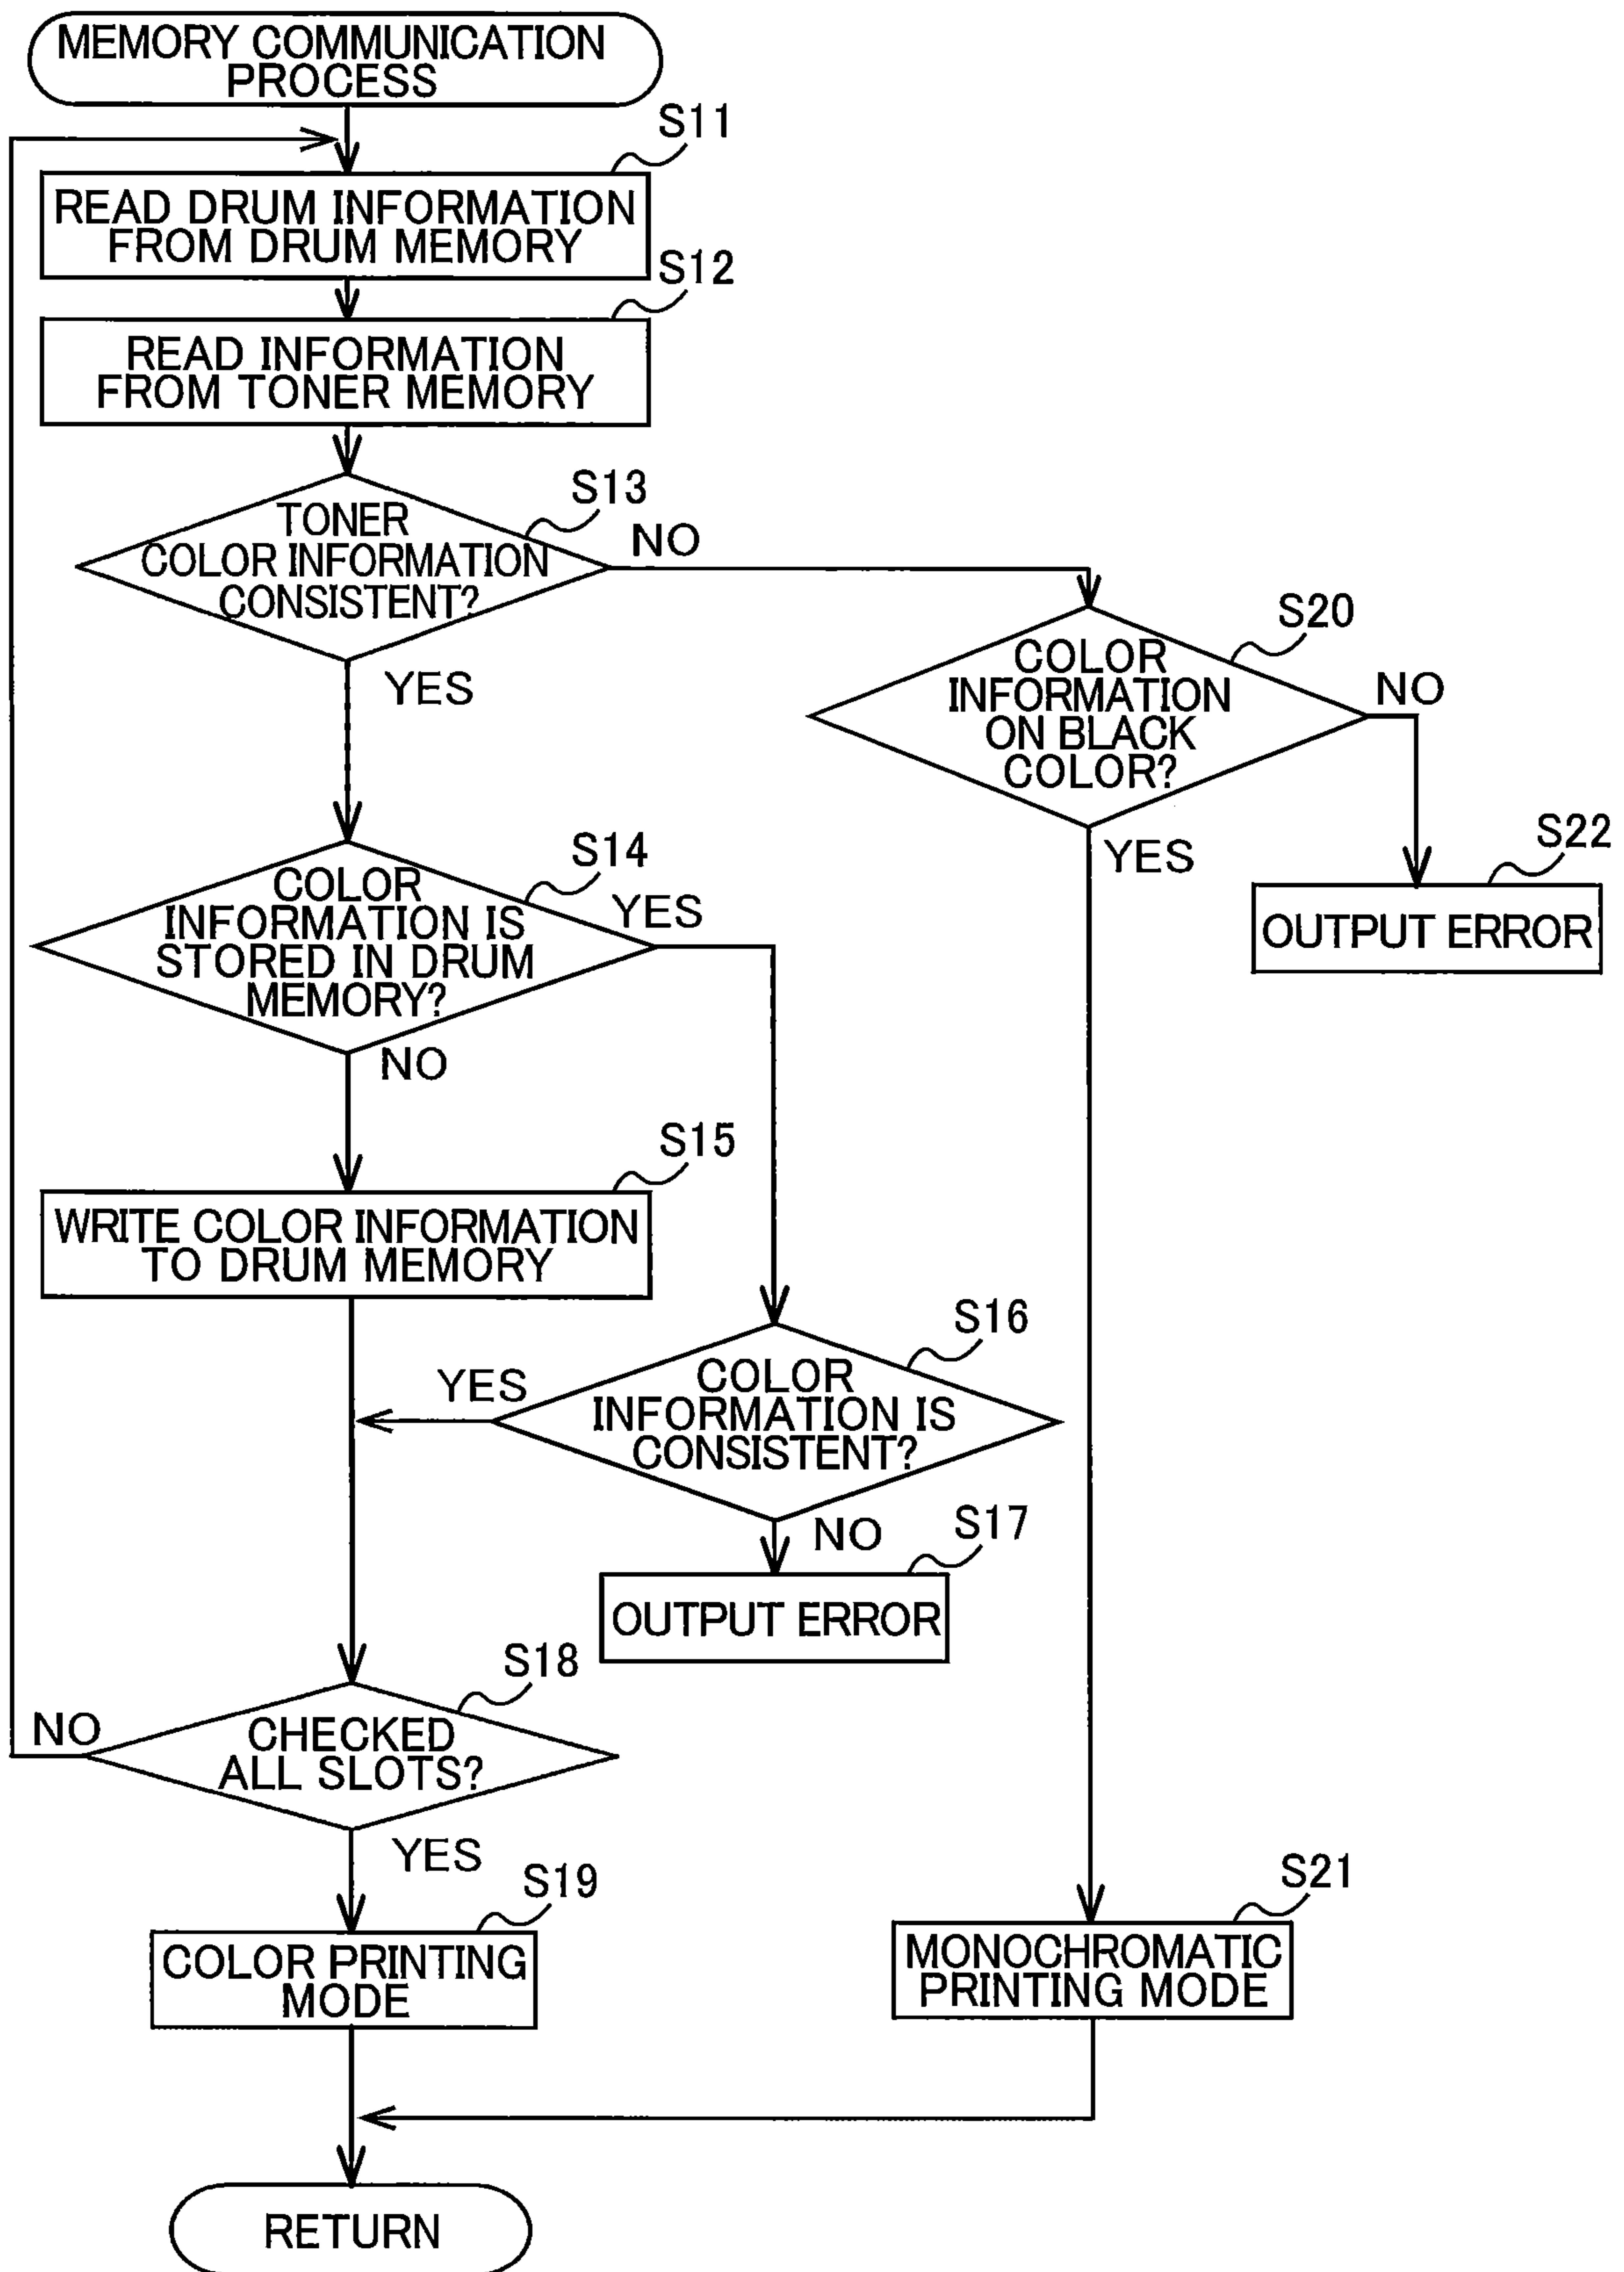 MEMORY COMMUNICATION
PROCESS
S11
READ DRUM INFORMATION
FROM DRUM MEMORY
S12
READ INFORMATION
FROM TONER MEMORY
S13
TONER
COLOR INFORMATION
CONSISTENT?
NO
YES
S20
COLOR
INFORMATION
ON BLACK
COLOR?
NO
YES
S22
OUTPUT ERROR
S14
COLOR
INFORMATION IS
STORED IN DRUM
MEMORY?
YES
NO
S15
WRITE COLOR INFORMATION
TO DRUM MEMORY
S16
COLOR
INFORMATION IS
CONSISTENT?
YES
NO
S17
OUTPUT ERROR
S18
CHECKED
ALL SLOTS?
NO
YES
S19
COLOR PRINTING
MODE
S21
MONOCHROMATIC
PRINTING MODE
RETURN